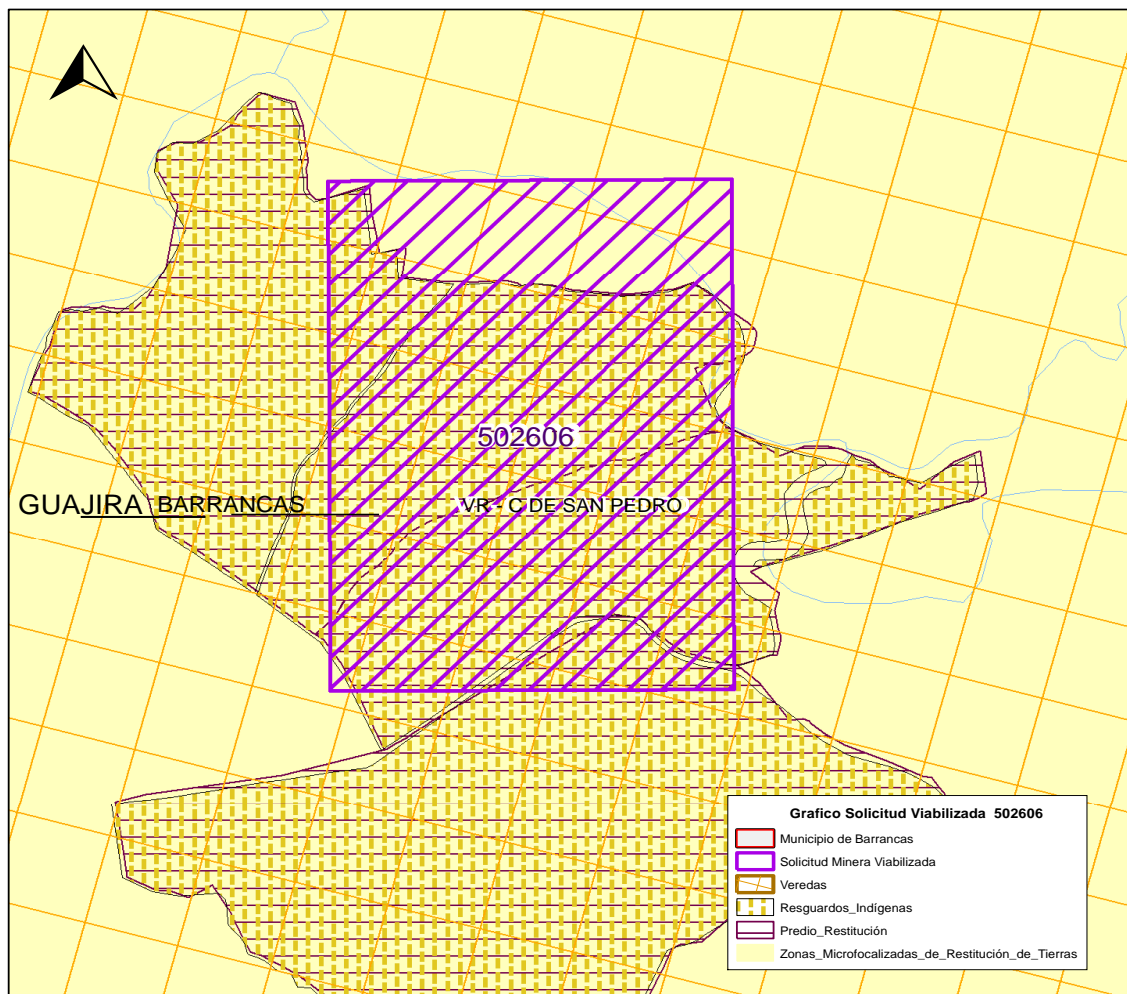 502606
GUAJIRA BARRANCAS
VR - C DE SAN PEDRO
Grafico Solicitud Viabilizada 502606
Municipio de Barrancas
Solicitud Minera Viabilizada
Veredas
Resguardos_Indígenas
Predio_Restitución
Zonas_Microfocalizadas_de_Restitución_de_Tierras